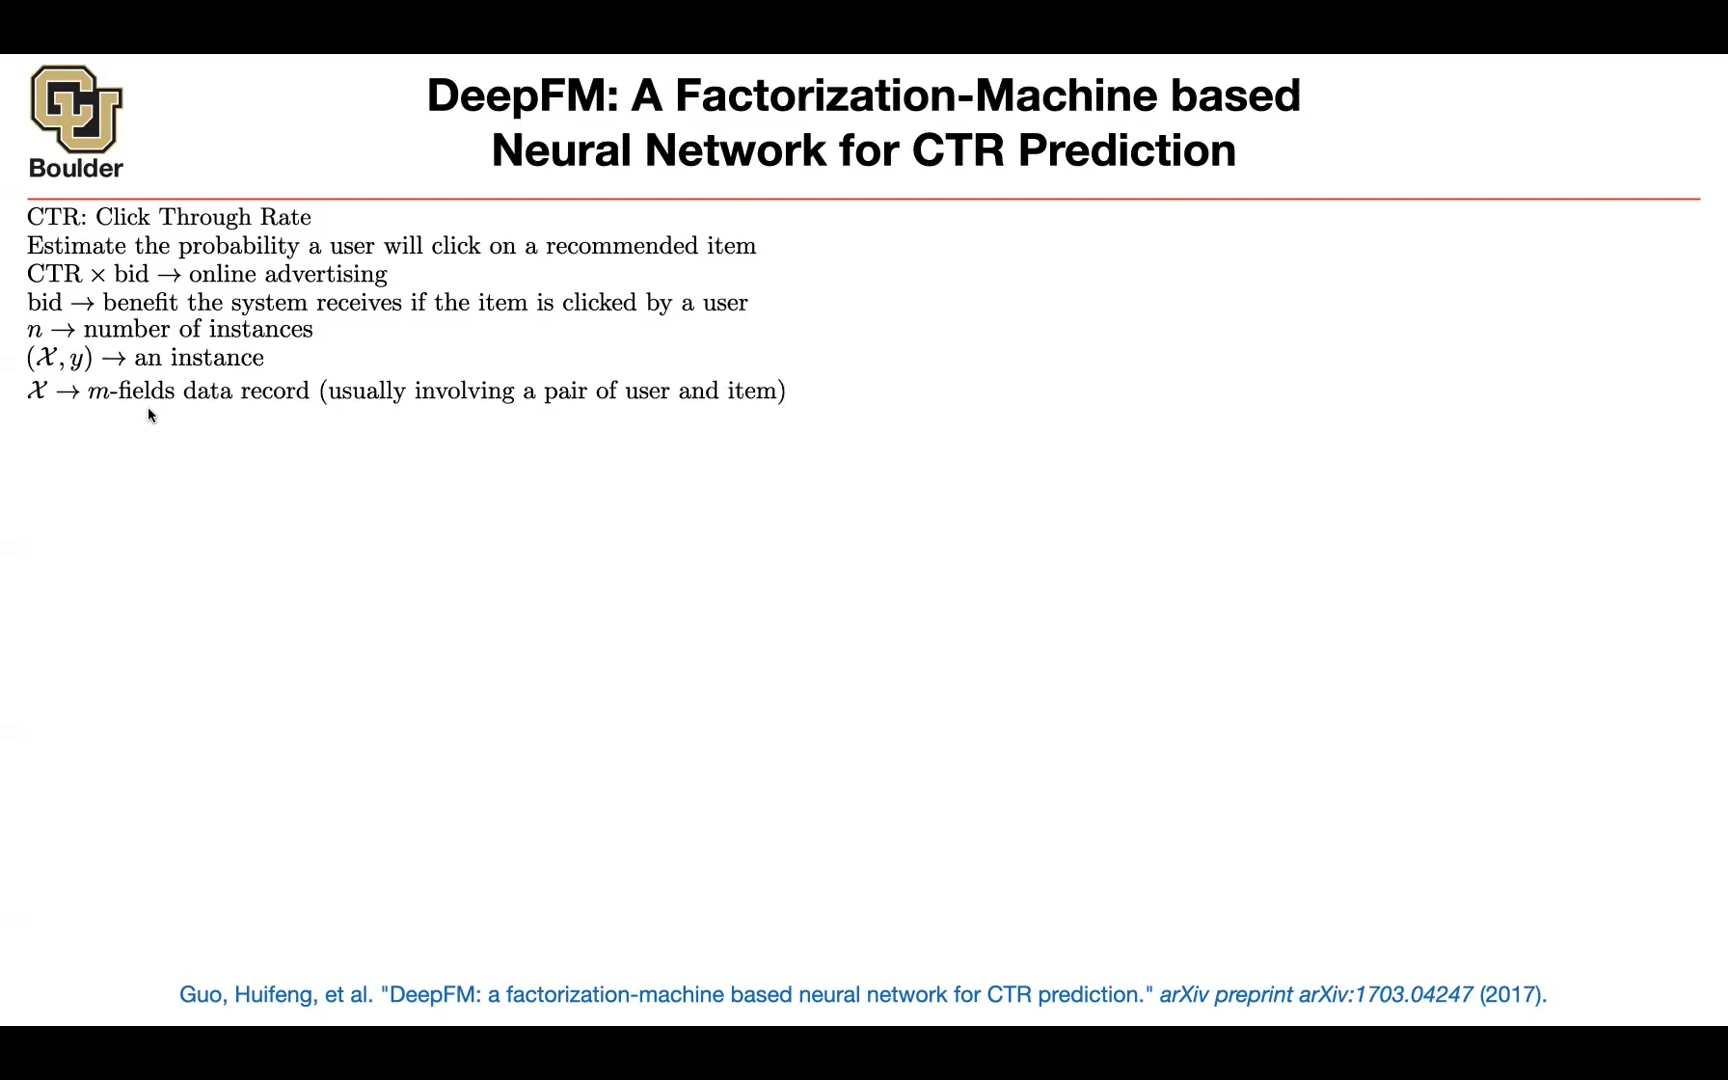 DeepFM: A Factorization-Machine based
Neural Network for CTR Prediction
CU
Boulder
CTR: Click Through Rate
Estimate the probability a user will click on a recommended item
CTR × bid → online advertising
bid → benefit the system receives if the item is clicked by a user
n → number of instances
(𝒳, y) → an instance
𝒳 → m-fields data record (usually involving a pair of user and item)
Guo, Huifeng, et al. "DeepFM: a factorization-machine based neural network for CTR prediction." arXiv preprint arXiv:1703.04247 (2017).